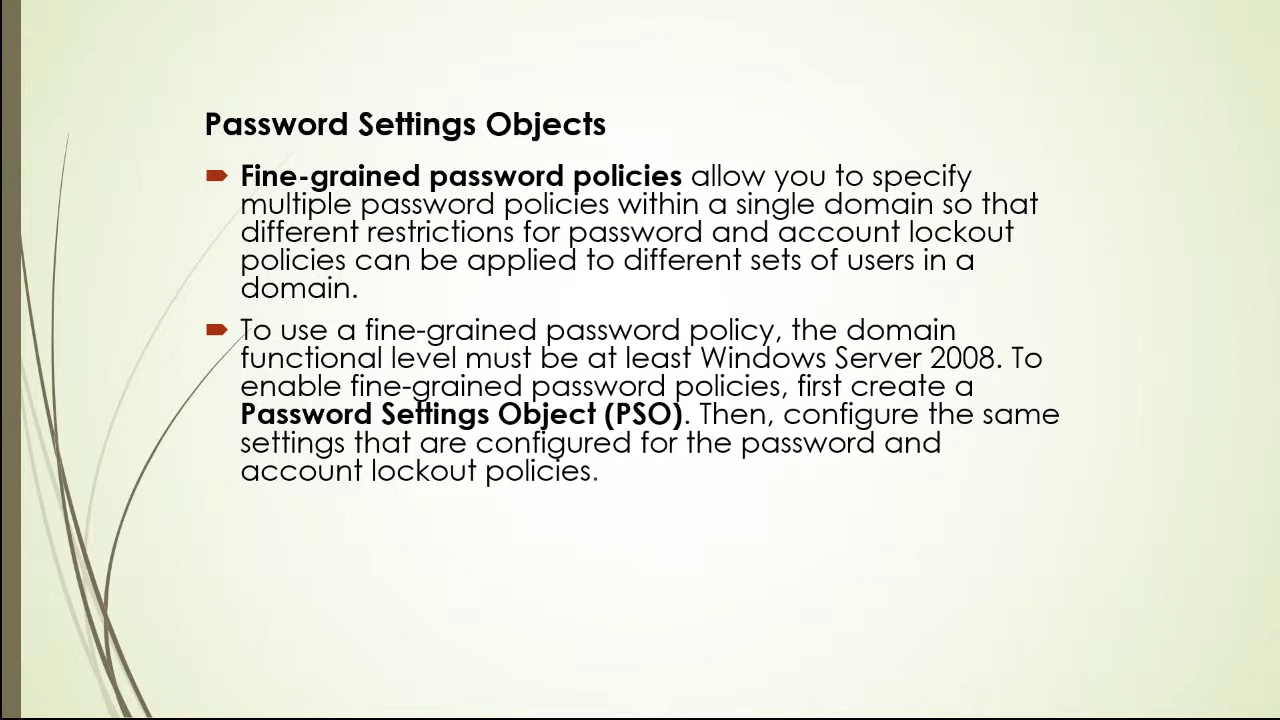 Password Settings Objects
Fine-grained password policies allow you to specify
multiple password policies within a single domain so that
different restrictions for password and account lockout
policies can be applied to different sets of users in a
domain.
To use a fine-grained password policy, the domain
functional level must be at least Windows Server 2008. To
enable fine-grained password policies, first create a
Password Settings Object (PSO). Then, configure the same
settings that are configured for the password and
account lockout policies.